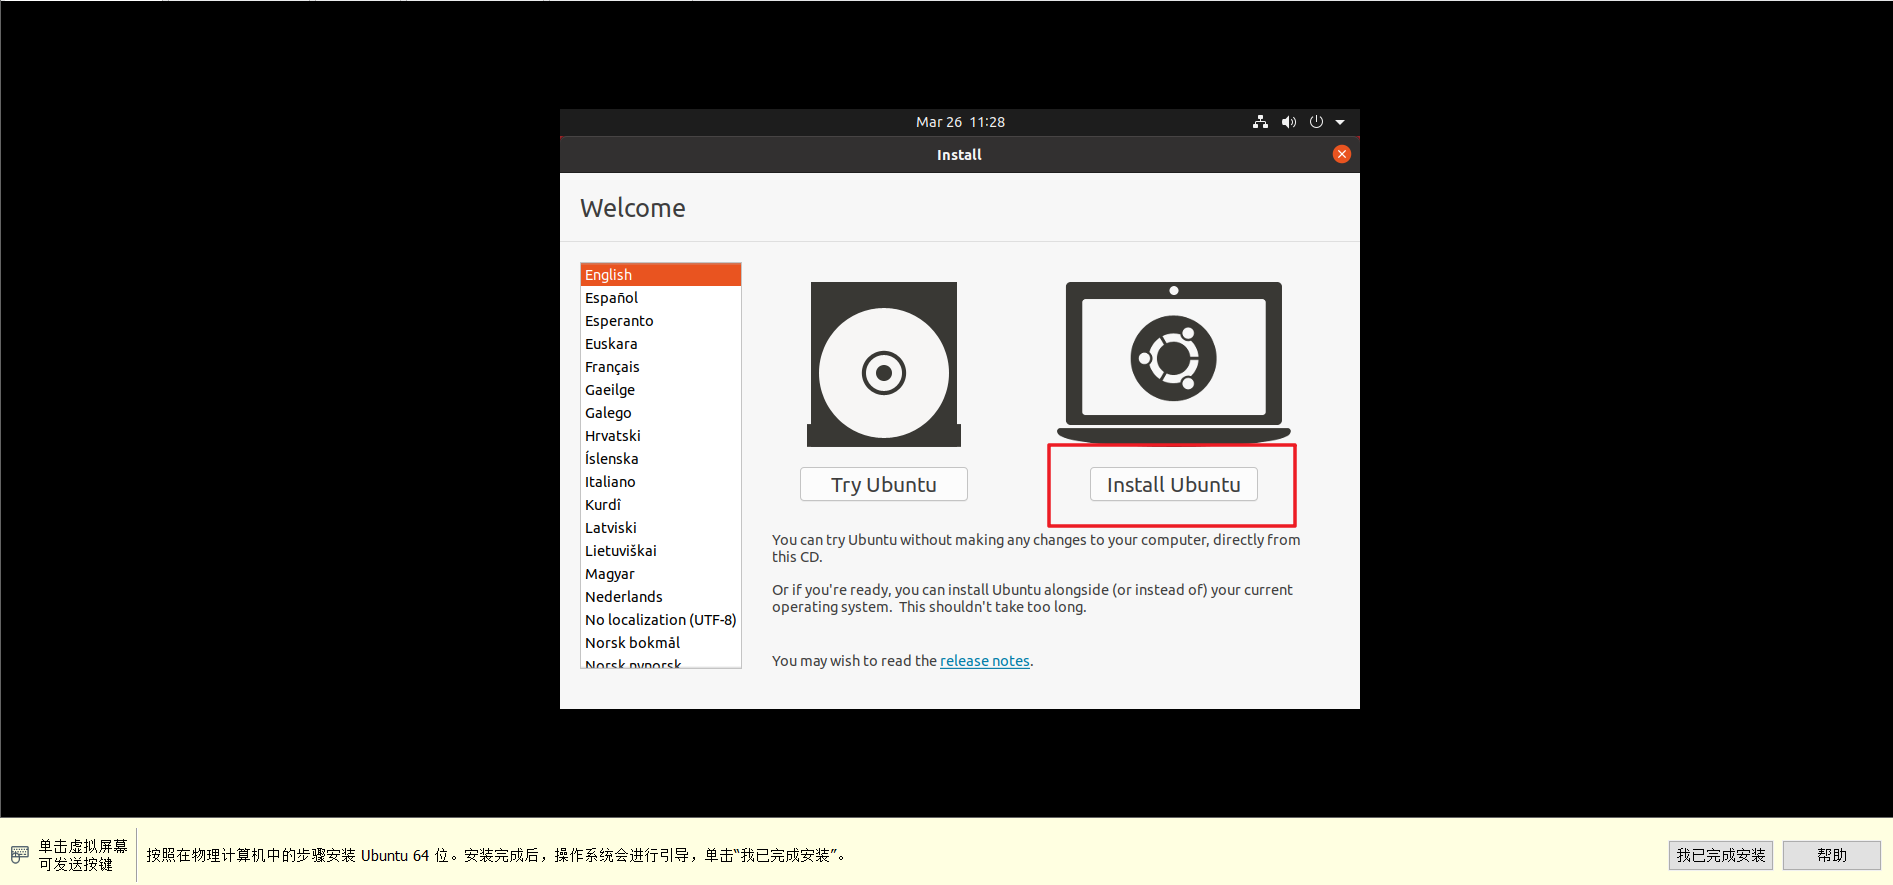 Mar 26  11:28
Install
Welcome
English
Español
Esperanto
Euskara
Français
Gaeilge
Galego
Hrvatski
Íslenska
Italiano
Kurdî
Latviski
Lietuviškai
Magyar
Nederlands
No localization (UTF-8)
Norsk bokmål
Norsk nynorsk
Try Ubuntu
Install Ubuntu
You can try Ubuntu without making any changes to your computer, directly from
this CD.
Or if you're ready, you can install Ubuntu alongside (or instead of) your current
operating system.  This shouldn't take too long.
You may wish to read the release notes.
单击虚拟屏幕
可发送按键
按照在物理计算机中的步骤安装 Ubuntu 64 位。安装完成后，操作系统会进行引导，单击“我已完成安装”。
我已完成安装
帮助